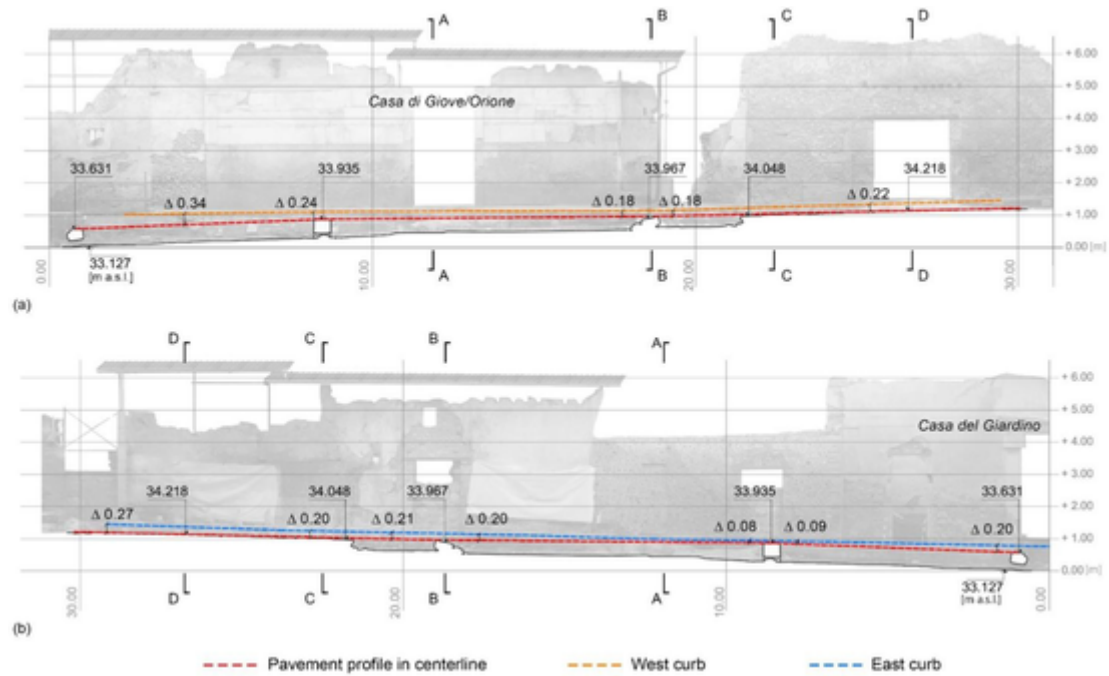 A B C D
+ 6.00
+ 5.00
Casa di Giove/Orione
+ 4.00
+ 3.00
33.631 33.935 33.967 34.048 34.218
+ 2.00
Δ 0.34 Δ 0.24 Δ 0.18 Δ 0.18 Δ 0.22
+ 1.00
0.00 [m]
33.127
[m a.s.l.]
0.00 10.00 20.00 30.00
A B C D
(a)
D C B A
+ 6.00
+ 5.00
Casa del Giardino
+ 4.00
+ 3.00
34.218 34.048 33.967 33.935 33.631
+ 2.00
Δ 0.27 Δ 0.20 Δ 0.21 Δ 0.20 Δ 0.08 Δ 0.09 Δ 0.20
+ 1.00
0.00 [m]
33.127
[m a.s.l.]
30.00 20.00 10.00 0.00
D C B A
(b)
Pavement profile in centerline West curb East curb